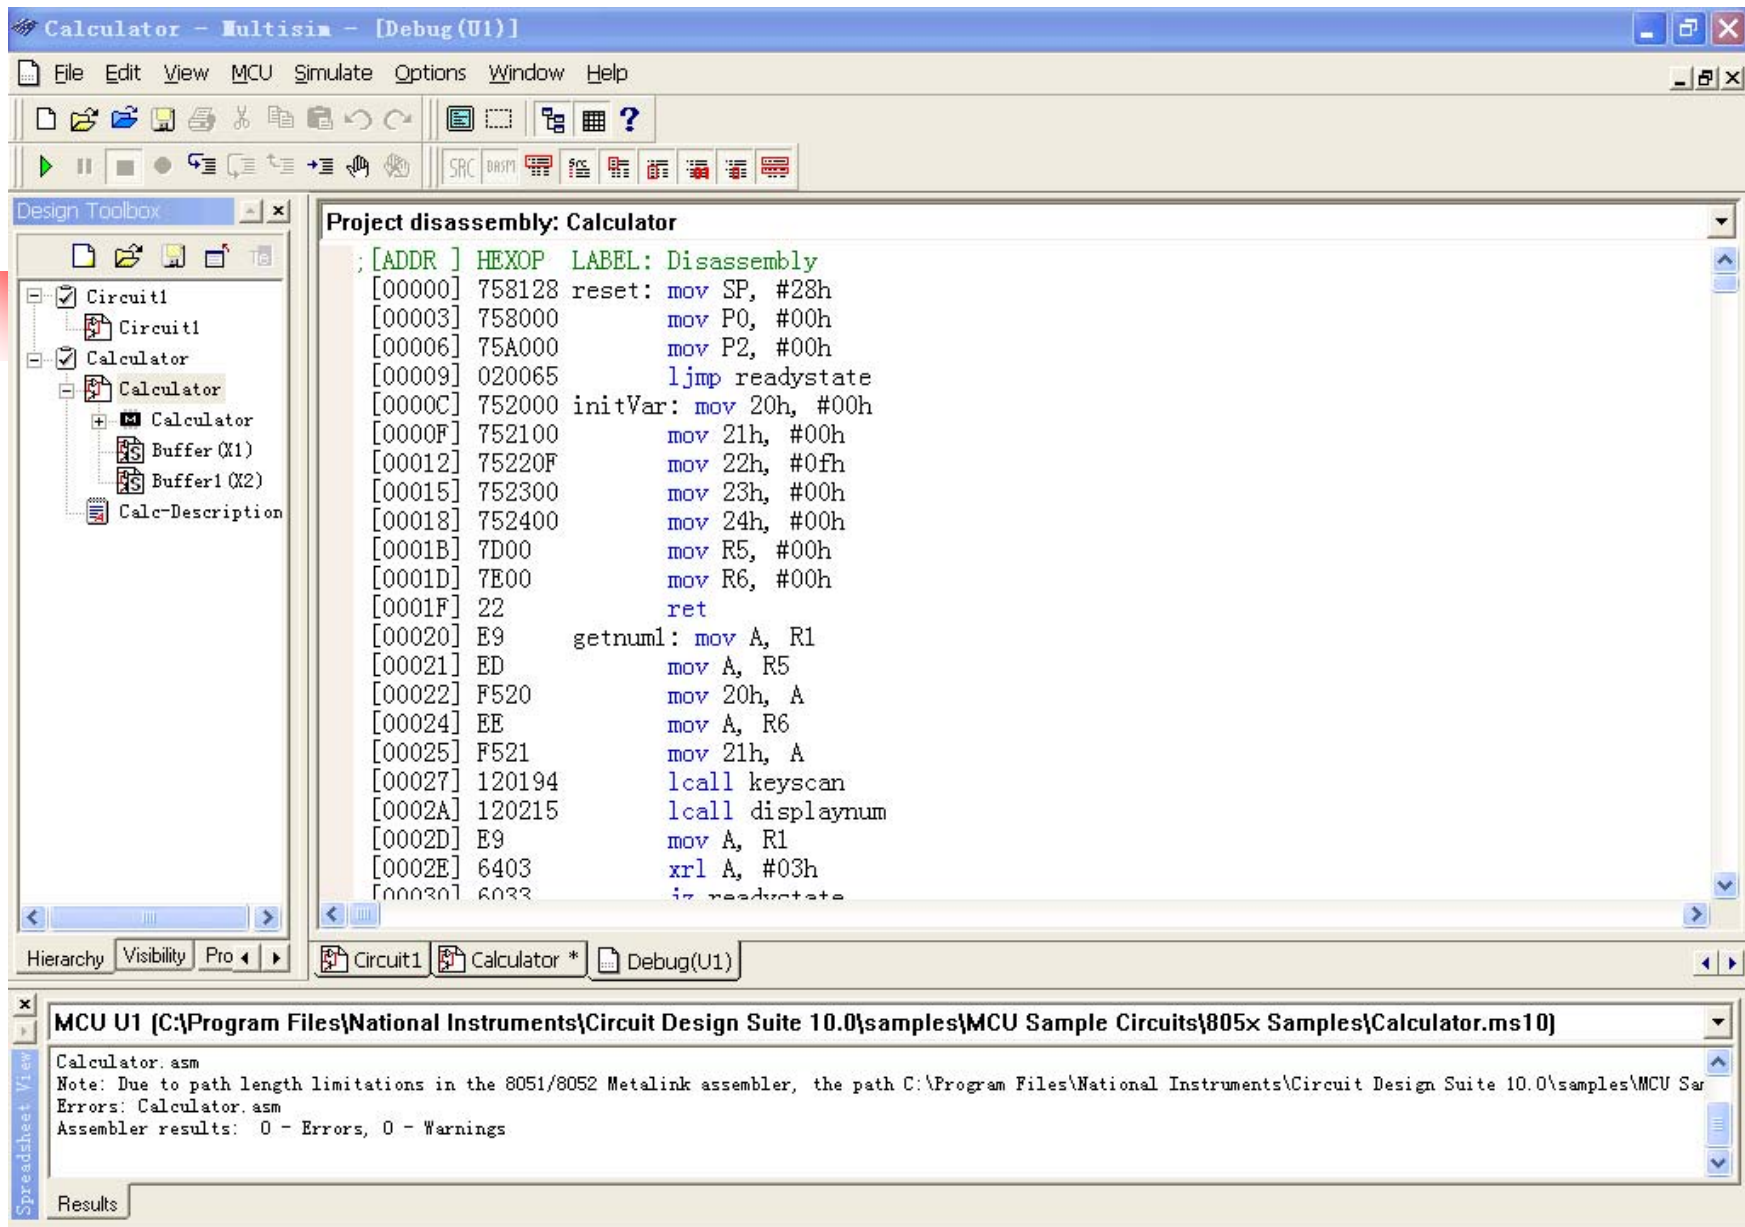 Calculator - Multisim - [Debug(U1)]
File Edit View MCU Simulate Options Window Help
SRC DASM
Design Toolbox
Circuit1
Circuit1
Calculator
Calculator
Calculator
Buffer(X1)
Buffer1(X2)
Calc-Description
Hierarchy Visibility Pro
Project disassembly: Calculator
;[ADDR ] HEXOP LABEL: Disassembly
[00000] 758128 reset: mov SP, #28h
[00003] 758000 mov P0, #00h
[00006] 75A000 mov P2, #00h
[00009] 020065 ljmp readystate
[0000C] 752000 initVar: mov 20h, #00h
[0000F] 752100 mov 21h, #00h
[00012] 75220F mov 22h, #0fh
[00015] 752300 mov 23h, #00h
[00018] 752400 mov 24h, #00h
[0001B] 7D00 mov R5, #00h
[0001D] 7E00 mov R6, #00h
[0001F] 22 ret
[00020] E9 getnum1: mov A, R1
[00021] ED mov A, R5
[00022] F520 mov 20h, A
[00024] EE mov A, R6
[00025] F521 mov 21h, A
[00027] 120194 lcall keyscan
[0002A] 120215 lcall displaynum
[0002D] E9 mov A, R1
[0002E] 6403 xrl A, #03h
[00030] 6033 jz readystate
Circuit1 Calculator * Debug(U1)
MCU U1 (C:\Program Files\National Instruments\Circuit Design Suite 10.0\samples\MCU Sample Circuits\805x Samples\Calculator.ms10)
Calculator.asm
Note: Due to path length limitations in the 8051/8052 Metalink assembler, the path C:\Program Files\National Instruments\Circuit Design Suite 10.0\samples\MCU Sa
Errors: Calculator.asm
Assembler results: 0 - Errors, 0 - Warnings
Spreadsheet View
Results